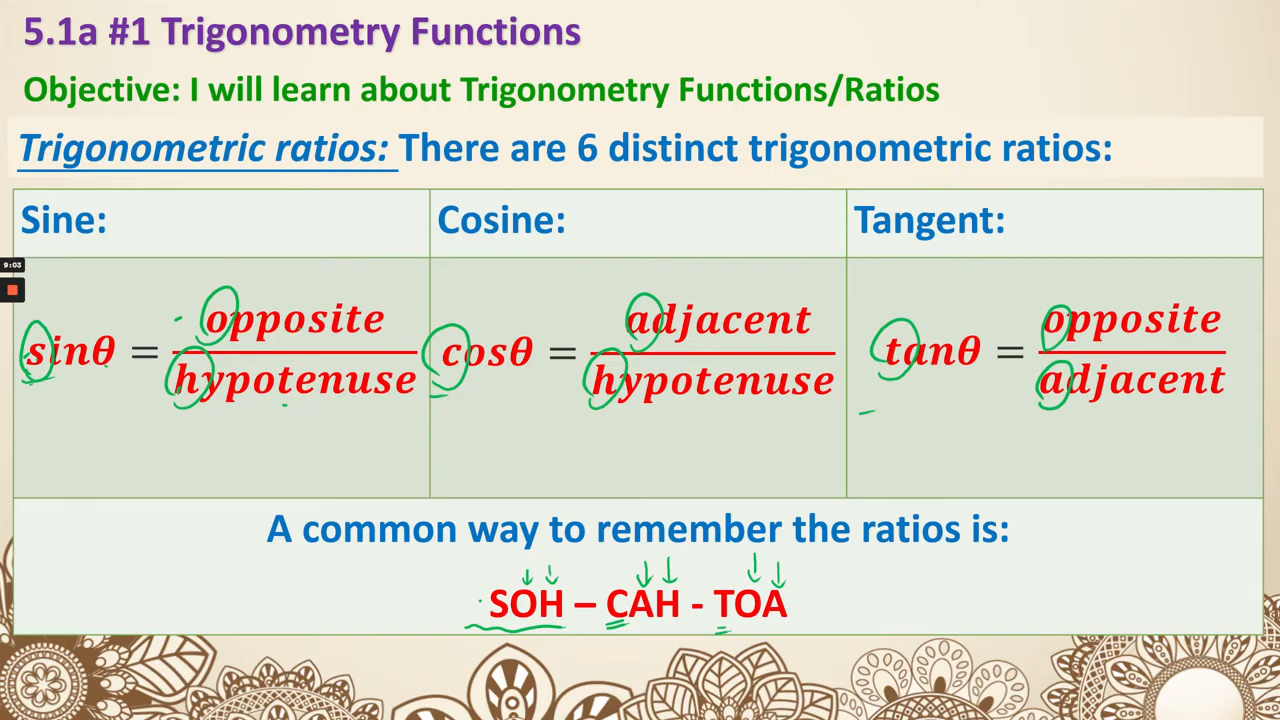 5.1a #1 Trigonometry Functions
Objective: I will learn about Trigonometry Functions/Ratios
Trigonometric ratios: There are 6 distinct trigonometric ratios:
Sine:
Cosine:
Tangent:
9:03
sinθ = opposite/hypotenuse
cosθ = adjacent/hypotenuse
tanθ = opposite/adjacent
A common way to remember the ratios is:
SOH – CAH - TOA